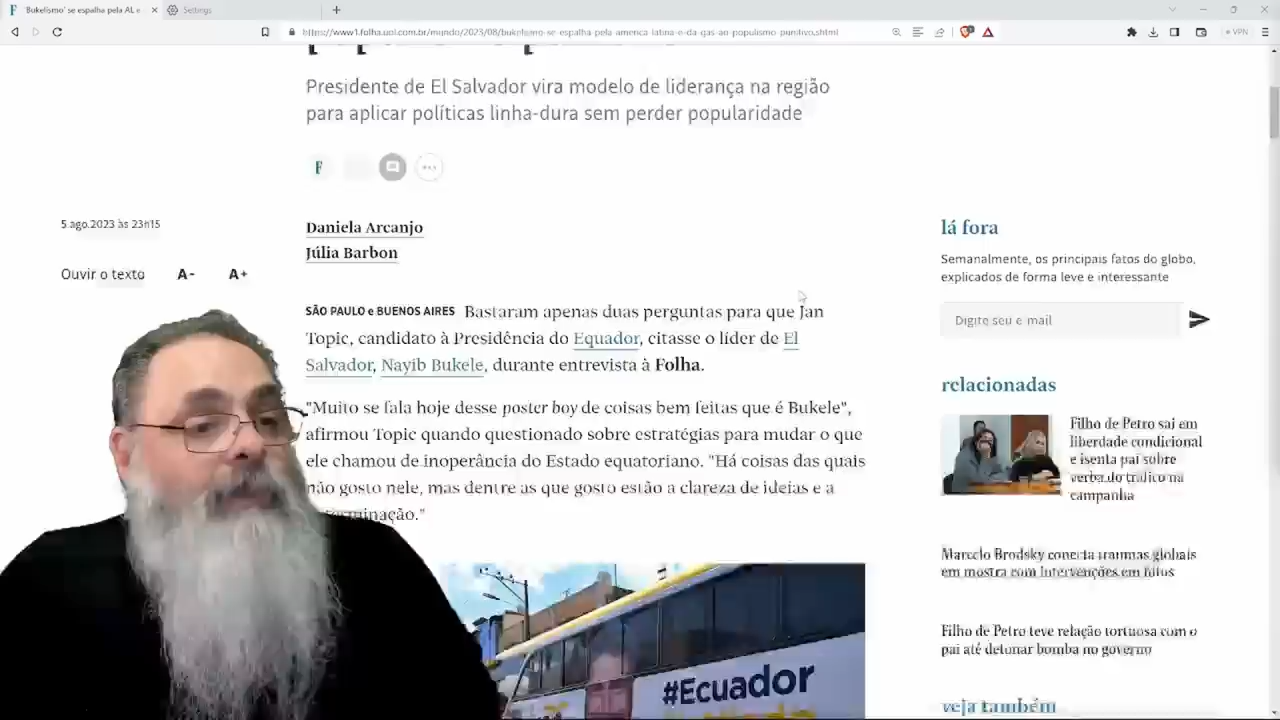 'Bukelismo' se espalha pela AL e
Settings
https://www1.folha.uol.com.br/mundo/2023/08/bukelismo-se-espalha-pela-america-latina-e-da-gas-ao-populismo-punitivo.shtml
VPN
Presidente de El Salvador vira modelo de liderança na região
para aplicar políticas linha-dura sem perder popularidade
F
5.ago.2023 às 23h15
Ouvir o texto A- A+
Daniela Arcanjo
Júlia Barbon
SÃO PAULO e BUENOS AIRES Bastaram apenas duas perguntas para que Jan
Topic, candidato à Presidência do Equador, citasse o líder de El
Salvador, Nayib Bukele, durante entrevista à Folha.
"Muito se fala hoje desse poster boy de coisas bem feitas que é Bukele",
afirmou Topic quando questionado sobre estratégias para mudar o que
ele chamou de inoperância do Estado equatoriano. "Há coisas das quais
não gosto nele, mas dentre as que gosto estão a clareza de ideias e a
#Ecuador
lá fora
Semanalmente, os principais fatos do globo,
explicados de forma leve e interessante
Digite seu e-mail
relacionadas
Filho de Petro sai em
liberdade condicional
e isenta pai sobre
verba do tráfico na
campanha
Marcelo Brodsky conecta traumas globais
em mostra com intervenções em fotos
Filho de Petro teve relação tortuosa com o
pai até detonar bomba no governo
veja também